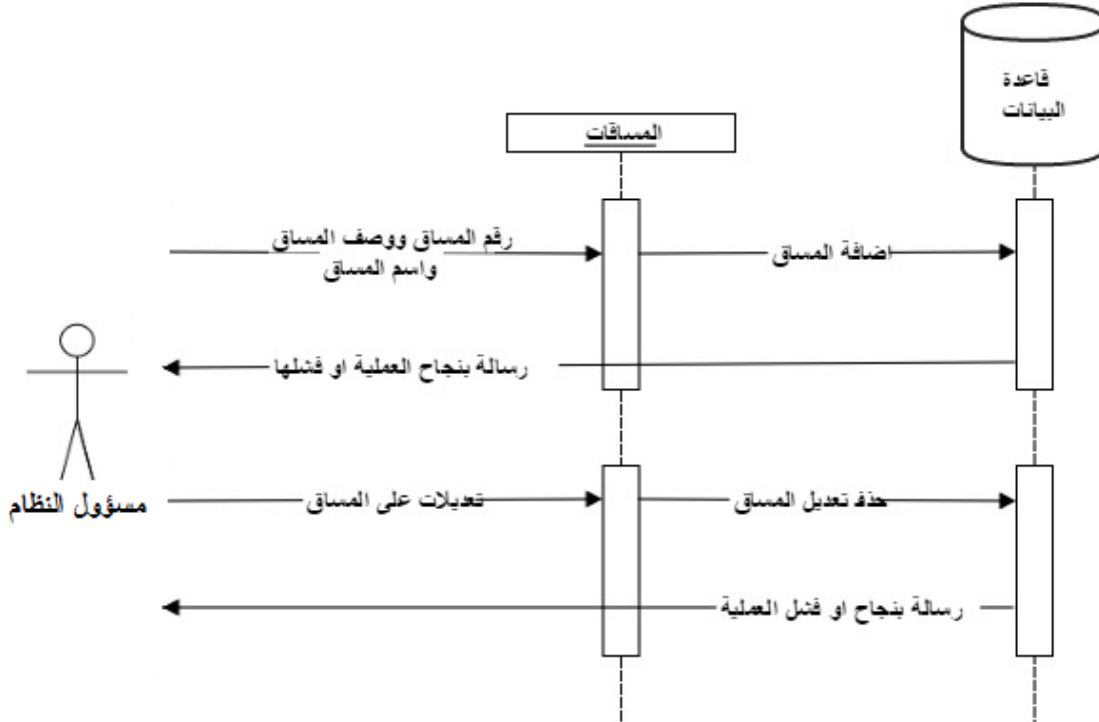 قاعدة
البيانات
المساقات
رقم المساق ووصف المساق
واسم المساق
اضافة المساق
رسالة بنجاح العملية او فشلها
مسؤول النظام
تعديلات على المساق
حذف تعديل المساق
رسالة بنجاح او فشل العملية